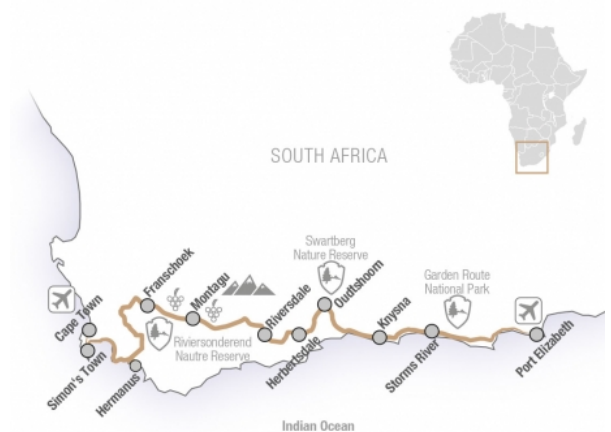 SOUTH AFRICA
Swartberg
Nature Reserve
Garden Route
National Park
Franschoek
Montagu
Riversdale
Oudtshoorn
Cape Town
Simon's Town
Hermanus
Riviersonderend
Nautre Reserve
Herbertsdale
Knysna
Storms River
Port Elizabeth
Indian Ocean